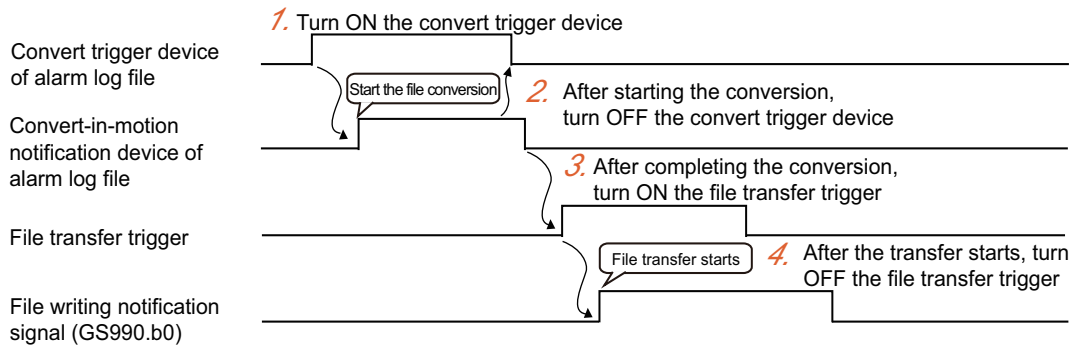 1. Turn ON the convert trigger device
Convert trigger device
of alarm log file
Start the file conversion
2. After starting the conversion,
turn OFF the convert trigger device
Convert-in-motion
notification device of
alarm log file
3. After completing the conversion,
turn ON the file transfer trigger
File transfer trigger
File transfer starts
4. After the transfer starts, turn
OFF the file transfer trigger
File writing notification
signal (GS990.b0)